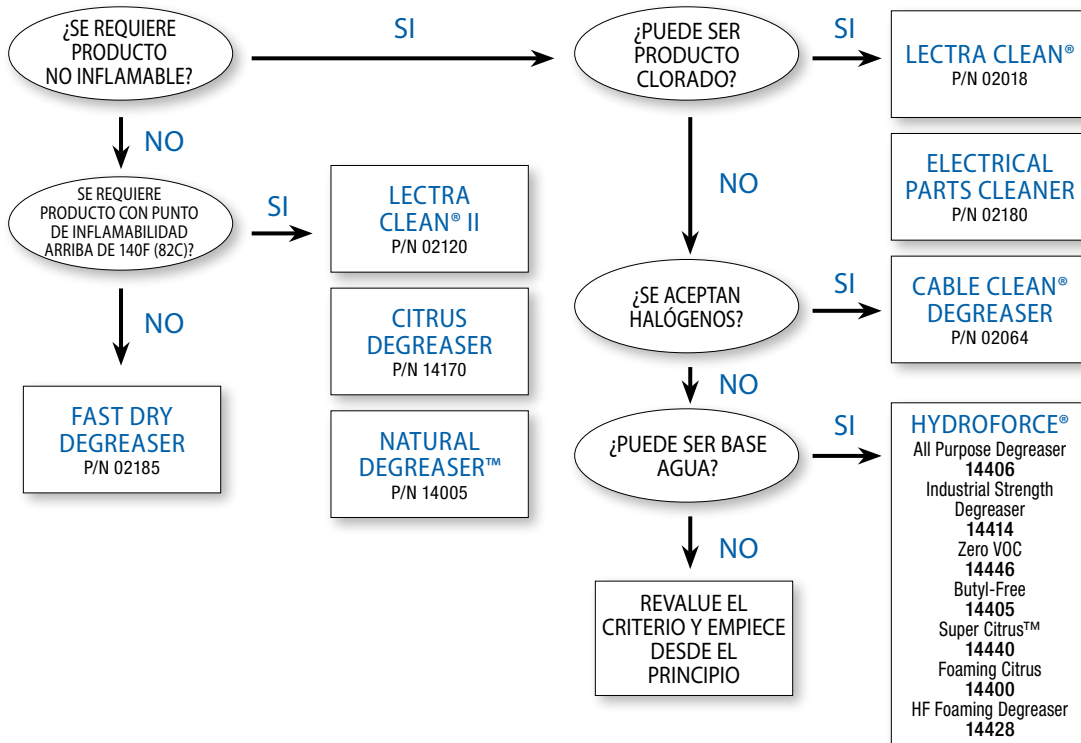 ¿SE REQUIERE
PRODUCTO
NO INFLAMABLE?
SI
¿PUEDE SER
PRODUCTO
CLORADO?
SI
LECTRA CLEAN®
P/N 02018
ELECTRICAL
PARTS CLEANER
P/N 02180
NO
NO
SE REQUIERE
PRODUCTO CON PUNTO
DE INFLAMABILIDAD
ARRIBA DE 140F (82C)?
SI
LECTRA
CLEAN® II
P/N 02120
CITRUS
DEGREASER
P/N 14170
NATURAL
DEGREASER™
P/N 14005
NO
FAST DRY
DEGREASER
P/N 02185
¿SE ACEPTAN
HALÓGENOS?
SI
CABLE CLEAN®
DEGREASER
P/N 02064
NO
¿PUEDE SER BASE
AGUA?
SI
HYDROFORCE®
All Purpose Degreaser
14406
Industrial Strength
Degreaser
14414
Zero VOC
14446
Butyl-Free
14405
Super Citrus™
14440
Foaming Citrus
14400
HF Foaming Degreaser
14428
NO
REVALUE EL
CRITERIO Y EMPIECE
DESDE EL
PRINCIPIO